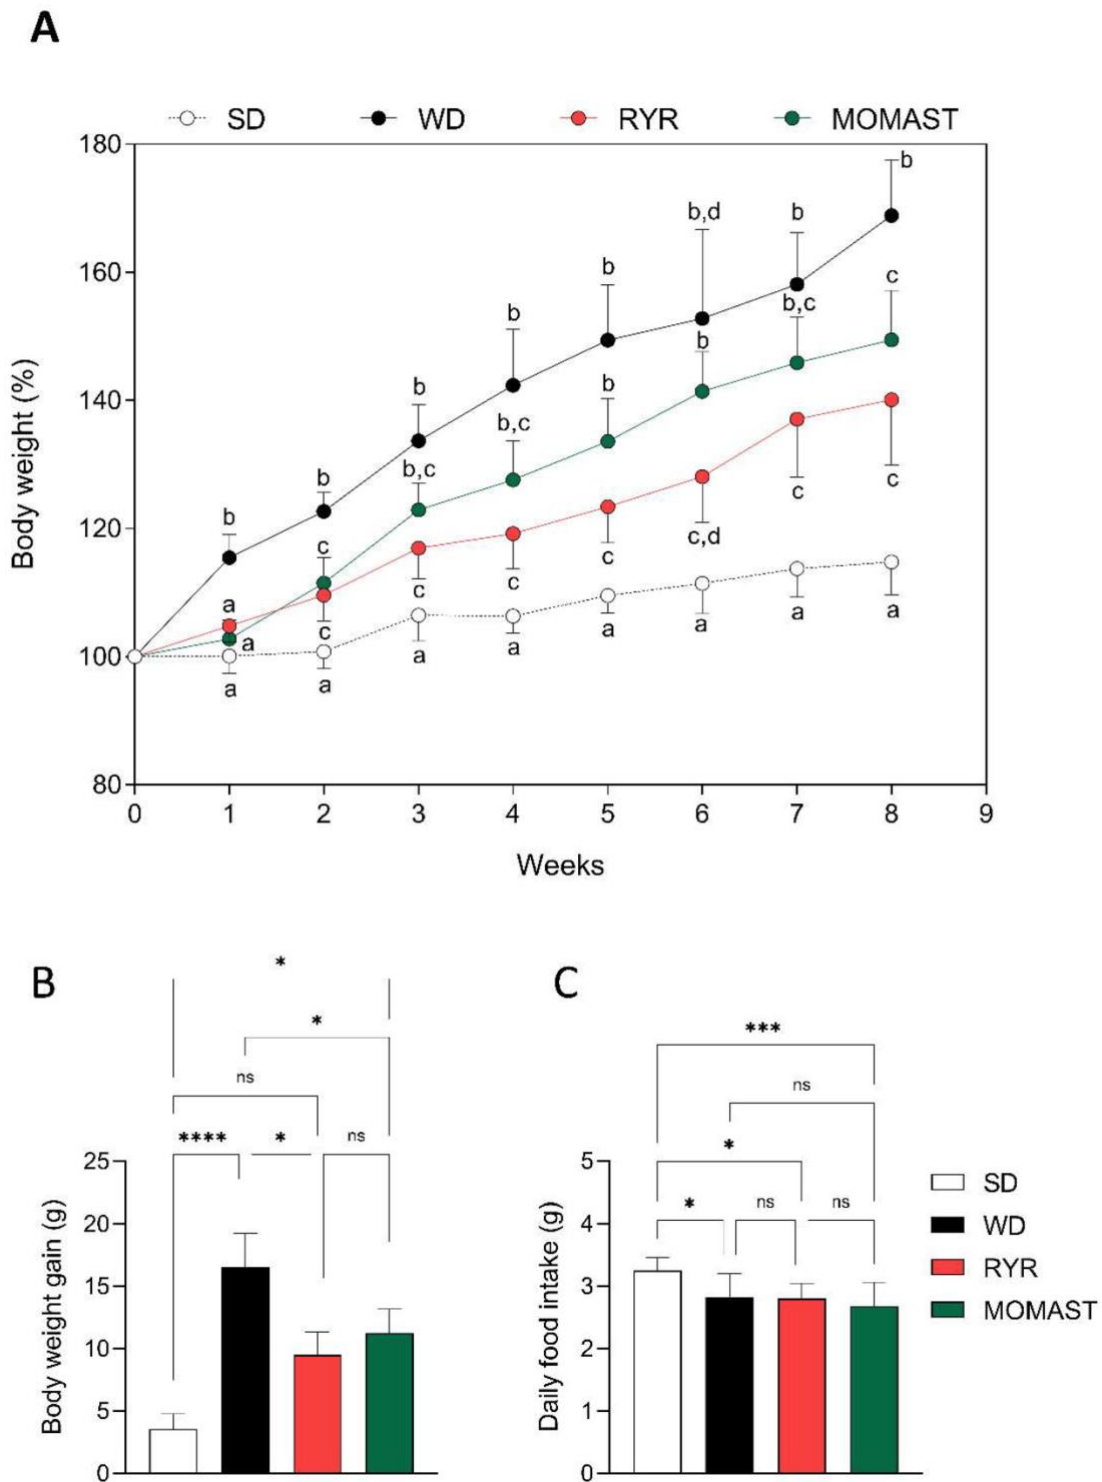 A
SD WD RYR MOMAST
180
160
140
120
100
80
Body weight (%)
b
b
b
b
b
b,d
b
b
a
c
b,c
b,c
b
b
b,c
c
a
c
c
c
c
c,d
c
c
a
a
a
a
a
a
a
a
0 1 2 3 4 5 6 7 8 9
Weeks
B
*
*
ns
**** * ns
25
20
15
10
5
0
Body weight gain (g)
C
***
ns
*
* ns ns
5
4
3
2
1
0
Daily food intake (g)
SD
WD
RYR
MOMAST